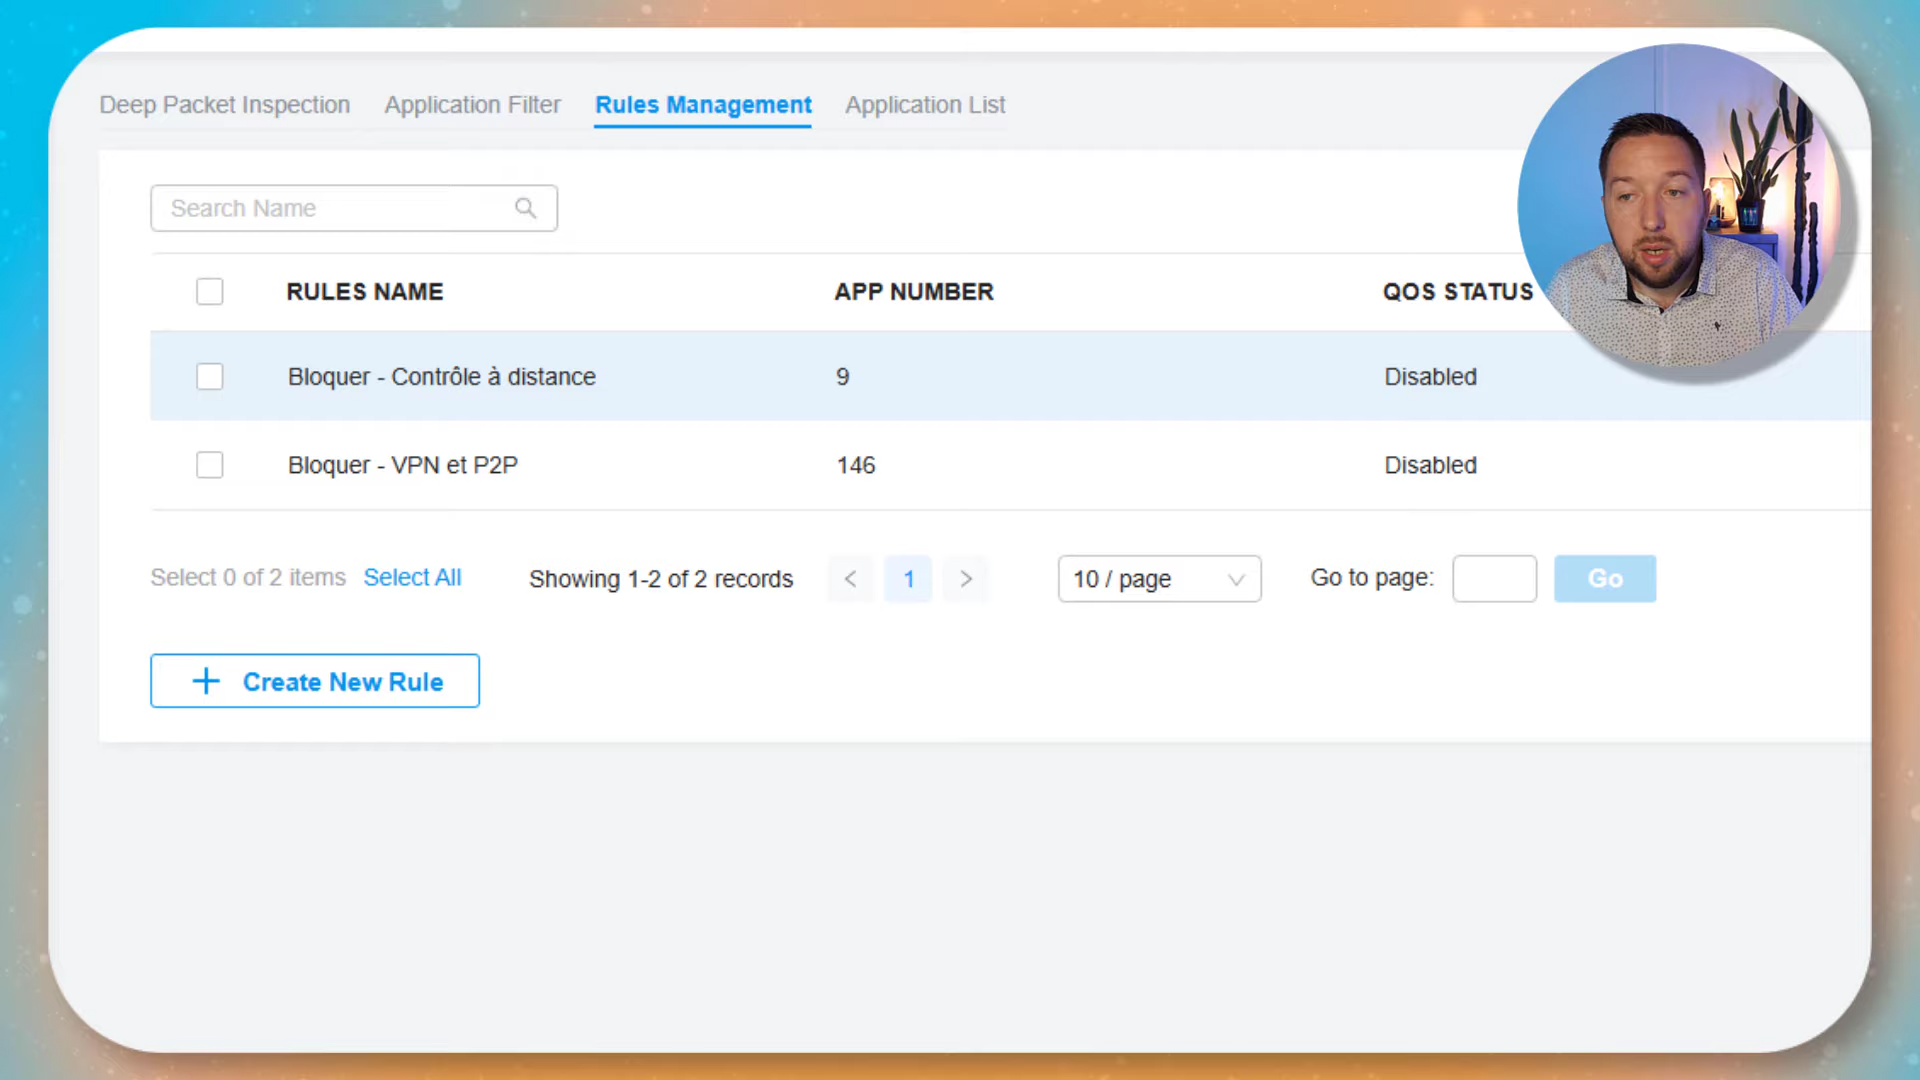 Deep Packet Inspection Application Filter Rules Management Application List
Search Name
RULES NAME APP NUMBER QOS STATUS
Bloquer - Contrôle à distance 9 Disabled
Bloquer - VPN et P2P 146 Disabled
Select 0 of 2 items Select All Showing 1-2 of 2 records < 1 > 10 / page Go to page: Go
+ Create New Rule